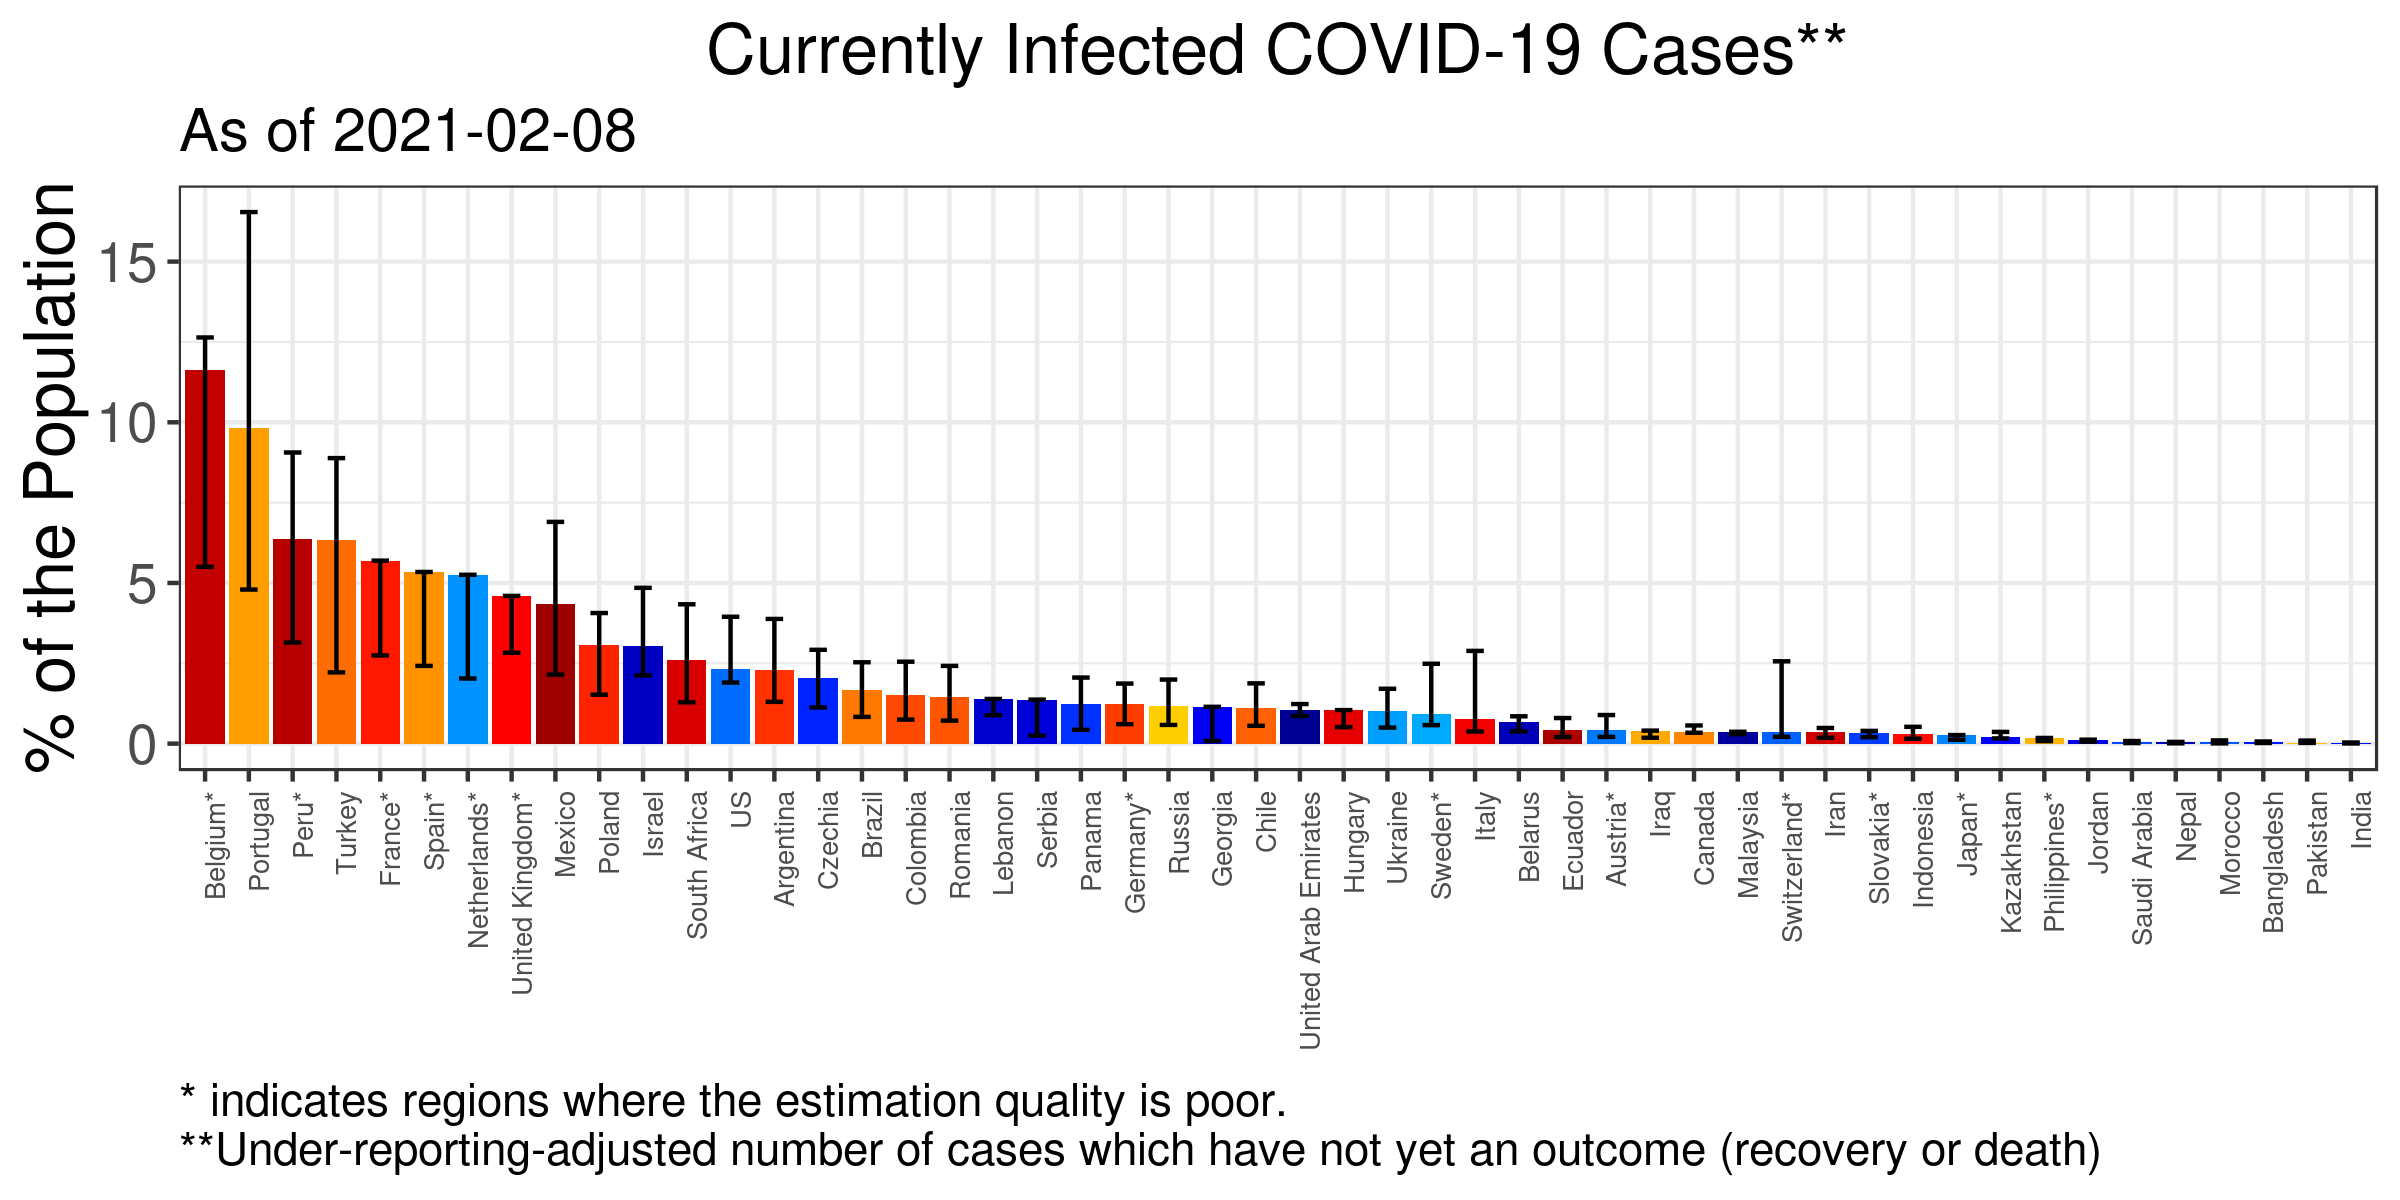 Currently Infected COVID-19 Cases**
As of 2021-02-08
% of the Population
15
10
5
0
Belgium*
Portugal
Peru*
Turkey
France*
Spain*
Netherlands*
United Kingdom*
Mexico
Poland
Israel
South Africa
US
Argentina
Czechia
Brazil
Colombia
Romania
Lebanon
Serbia
Panama
Germany*
Russia
Georgia
Chile
United Arab Emirates
Hungary
Ukraine
Sweden*
Italy
Belarus
Ecuador
Austria*
Iraq
Canada
Malaysia
Switzerland*
Iran
Slovakia*
Indonesia
Japan*
Kazakhstan
Philippines*
Jordan
Saudi Arabia
Nepal
Morocco
Bangladesh
Pakistan
India
* indicates regions where the estimation quality is poor.
**Under-reporting-adjusted number of cases which have not yet an outcome (recovery or death)